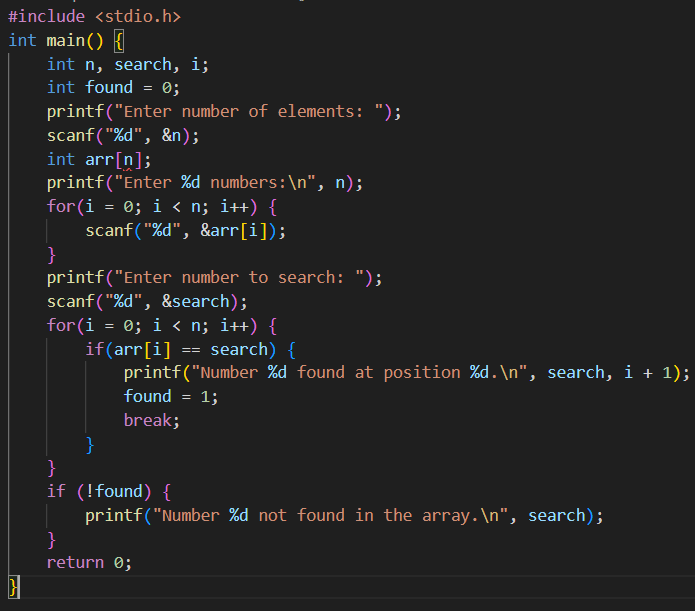 #include <stdio.h>
int main() {
    int n, search, i;
    int found = 0;
    printf("Enter number of elements: ");
    scanf("%d", &n);
    int arr[n];
    printf("Enter %d numbers:\n", n);
    for(i = 0; i < n; i++) {
        scanf("%d", &arr[i]);
    }
    printf("Enter number to search: ");
    scanf("%d", &search);
    for(i = 0; i < n; i++) {
        if(arr[i] == search) {
            printf("Number %d found at position %d.\n", search, i + 1);
            found = 1;
            break;
        }
    }
    if (!found) {
        printf("Number %d not found in the array.\n", search);
    }
    return 0;
}